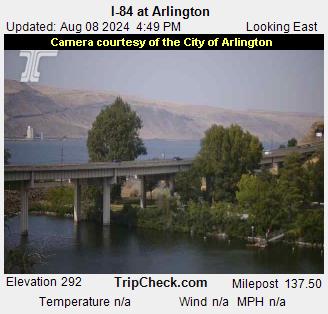 I-84 at Arlington
Updated: Aug 08 2024 4:49 PM Looking East
Camera courtesy of the City of Arlington
Elevation 292 TripCheck.com Milepost 137.50
Temperature n/a Wind n/a MPH n/a